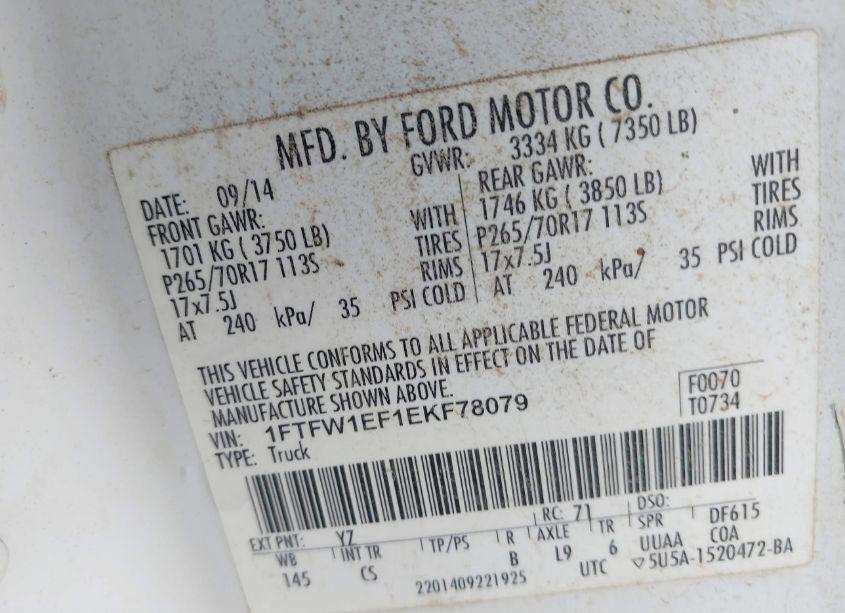 MFD. BY FORD MOTOR CO.
DATE: 09/14 GVWR: 3334 KG ( 7350 LB)
FRONT GAWR: REAR GAWR:
1701 KG ( 3750 LB) WITH 1746 KG ( 3850 LB) WITH
P265/70R17 113S TIRES P265/70R17 113S TIRES
17x7.5J RIMS 17x7.5J RIMS
AT 240 kPa/ 35 PSI COLD AT 240 kPa/ 35 PSI COLD
THIS VEHICLE CONFORMS TO ALL APPLICABLE FEDERAL MOTOR
VEHICLE SAFETY STANDARDS IN EFFECT ON THE DATE OF
MANUFACTURE SHOWN ABOVE.
VIN: 1FTFW1EF1EKF78079 F0070
TYPE: Truck T0734
EXT PNT: YZ RC: 71 DSO:
WB INT TR TP/PS R AXLE TR SPR DF615
145 CS B L9 6 UUAA COA
2201409221925 UTC ▽5U5A-1520472-BA